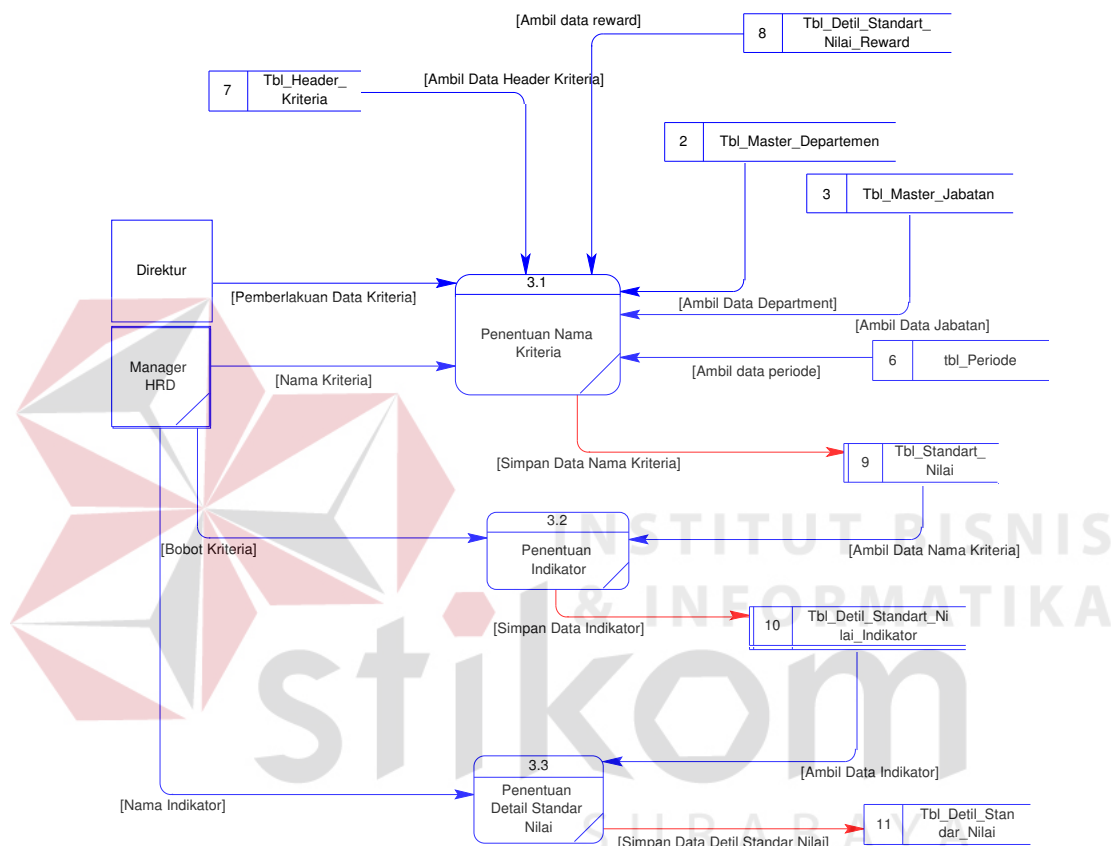 [Ambil data reward]
8
Tbl_Detil_Standart_
Nilai_Reward
7
Tbl_Header_
Kriteria
[Ambil Data Header Kriteria]
2
Tbl_Master_Departemen
3
Tbl_Master_Jabatan
Direktur
[Pemberlakuan Data Kriteria]
3.1
Penentuan Nama
Kriteria
[Ambil Data Department]
[Ambil Data Jabatan]
Manager
HRD
[Nama Kriteria]
[Ambil data periode]
6
tbl_Periode
[Simpan Data Nama Kriteria]
9
Tbl_Standart_
Nilai
INSTITUT BISNIS
& INFORMATIKA
stikom
SURABAYA
[Bobot Kriteria]
3.2
Penentuan
Indikator
[Ambil Data Nama Kriteria]
[Simpan Data Indikator]
10
Tbl_Detil_Standart_Ni
lai_Indikator
[Ambil Data Indikator]
[Nama Indikator]
3.3
Penentuan
Detail Standar
Nilai
[Simpan Data Detil Standar Nilai]
11
Tbl_Detil_Stan
dar_Nilai